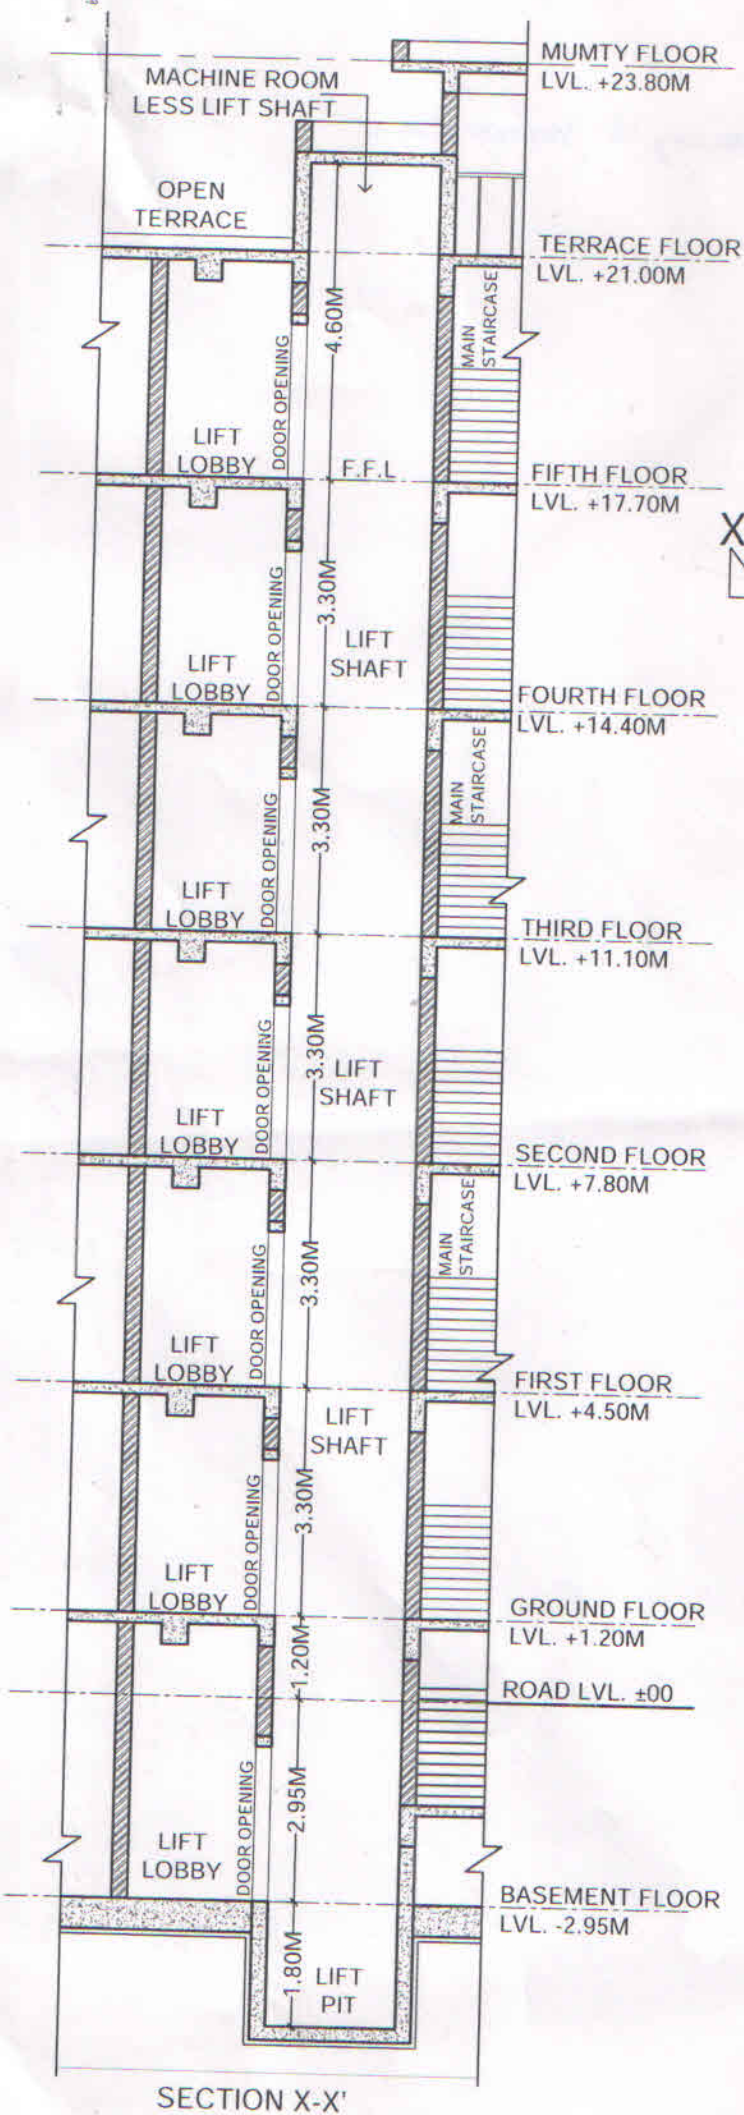 MUMTY FLOOR
LVL. +23.80M
MACHINE ROOM
LESS LIFT SHAFT
OPEN
TERRACE
TERRACE FLOOR
LVL. +21.00M
4.60M
MAIN
STAIRCASE
DOOR OPENING
LIFT
LOBBY
F.F.L
FIFTH FLOOR
LVL. +17.70M
X
3.30M
DOOR OPENING
LIFT
SHAFT
LIFT
LOBBY
FOURTH FLOOR
LVL. +14.40M
MAIN
STAIRCASE
3.30M
DOOR OPENING
LIFT
LOBBY
THIRD FLOOR
LVL. +11.10M
3.30M
DOOR OPENING
LIFT
SHAFT
LIFT
LOBBY
SECOND FLOOR
LVL. +7.80M
MAIN
STAIRCASE
3.30M
DOOR OPENING
LIFT
LOBBY
FIRST FLOOR
LVL. +4.50M
LIFT
SHAFT
3.30M
DOOR OPENING
LIFT
LOBBY
GROUND FLOOR
LVL. +1.20M
1.20M
ROAD LVL. ±00
2.95M
DOOR OPENING
LIFT
LOBBY
BASEMENT FLOOR
LVL. -2.95M
1.80M
LIFT
PIT
SECTION X-X'